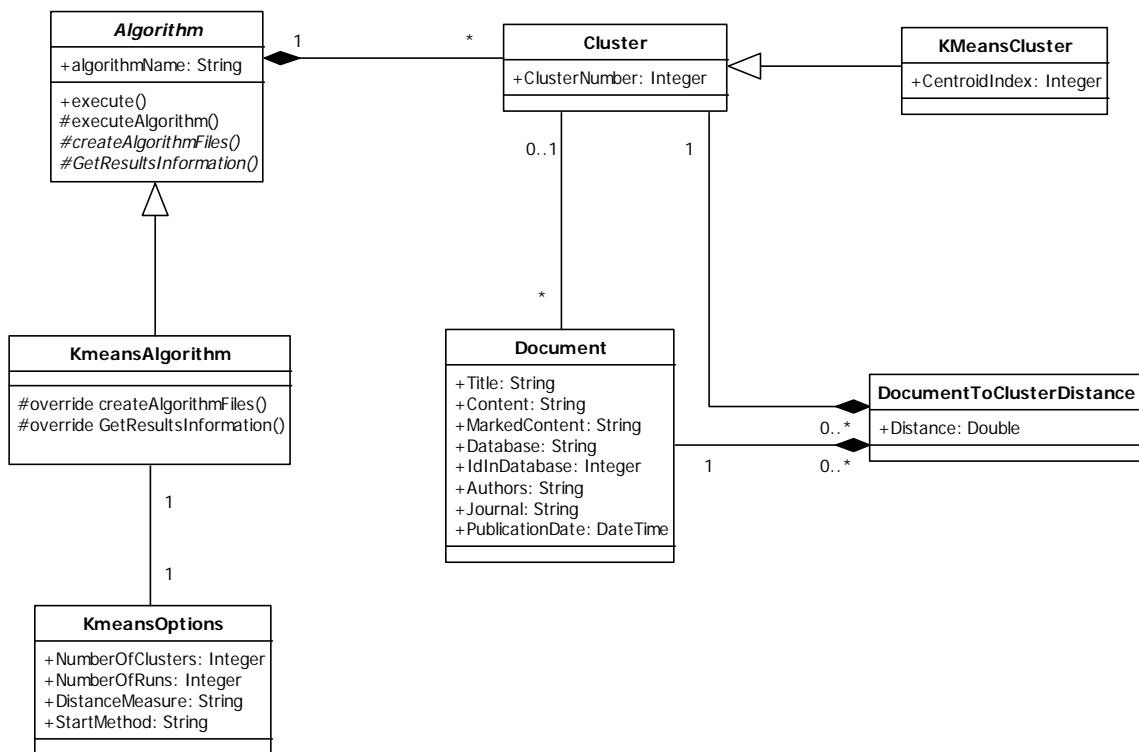 Algorithm
+algorithmName: String
+execute()
#executeAlgorithm()
#createAlgorithmFiles()
#GetResultsInformation()
1
*
Cluster
+ClusterNumber: Integer
KMeansCluster
+CentroidIndex: Integer
0..1
1
*
KmeansAlgorithm
#override createAlgorithmFiles()
#override GetResultsInformation()
Document
+Title: String
+Content: String
+MarkedContent: String
+Database: String
+IdInDatabase: Integer
+Authors: String
+Journal: String
+PublicationDate: DateTime
DocumentToClusterDistance
+Distance: Double
0..*
1
0..*
1
1
KmeansOptions
+NumberOfClusters: Integer
+NumberOfRuns: Integer
+DistanceMeasure: String
+StartMethod: String